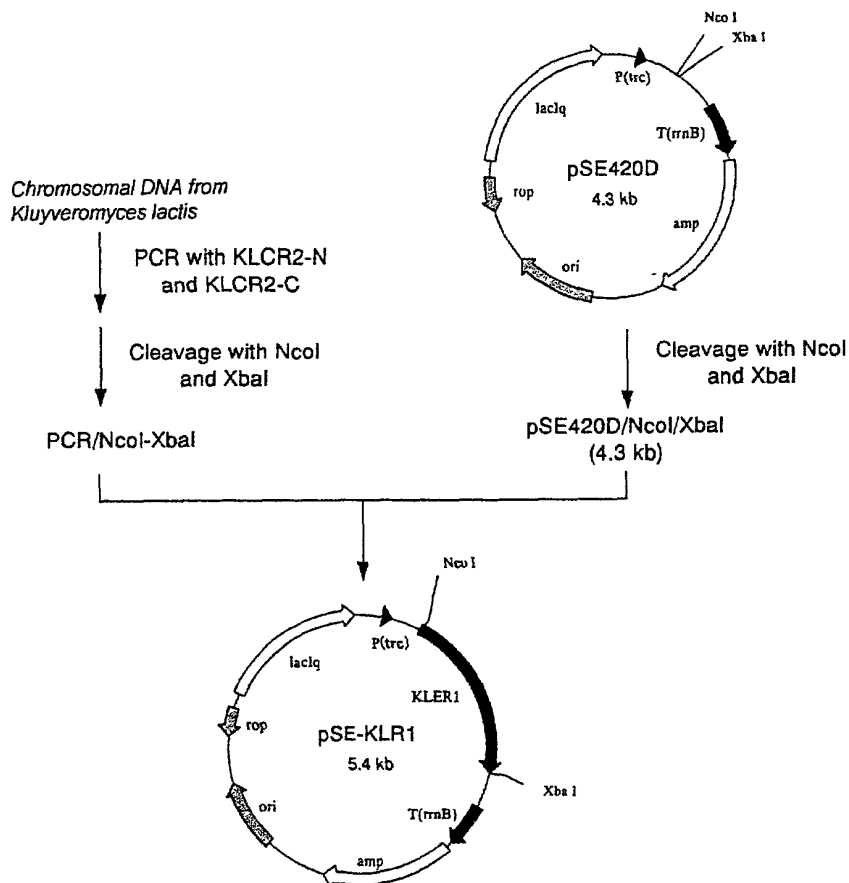 Nco I
Xba I
P(trc)
lacIq
T(rrnB)
pSE420D
4.3 kb
rop
amp
ori
Chromosomal DNA from
Kluyveromyces lactis
PCR with KLCR2-N
and KLCR2-C
Cleavage with NcoI
and XbaI
Cleavage with NcoI
and XbaI
PCR/NcoI-XbaI
pSE420D/NcoI/XbaI
(4.3 kb)
Nco I
P(trc)
lacIq
KLER1
rop
pSE-KLR1
5.4 kb
Xba I
ori
T(rrnB)
amp